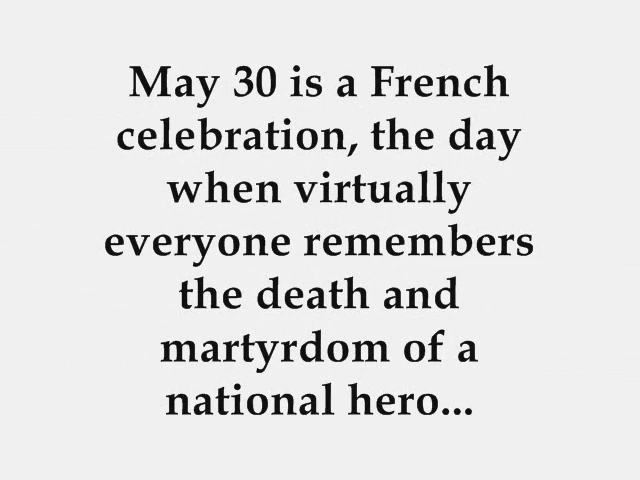 May 30 is a French
celebration, the day
when virtually
everyone remembers
the death and
martyrdom of a
national hero...